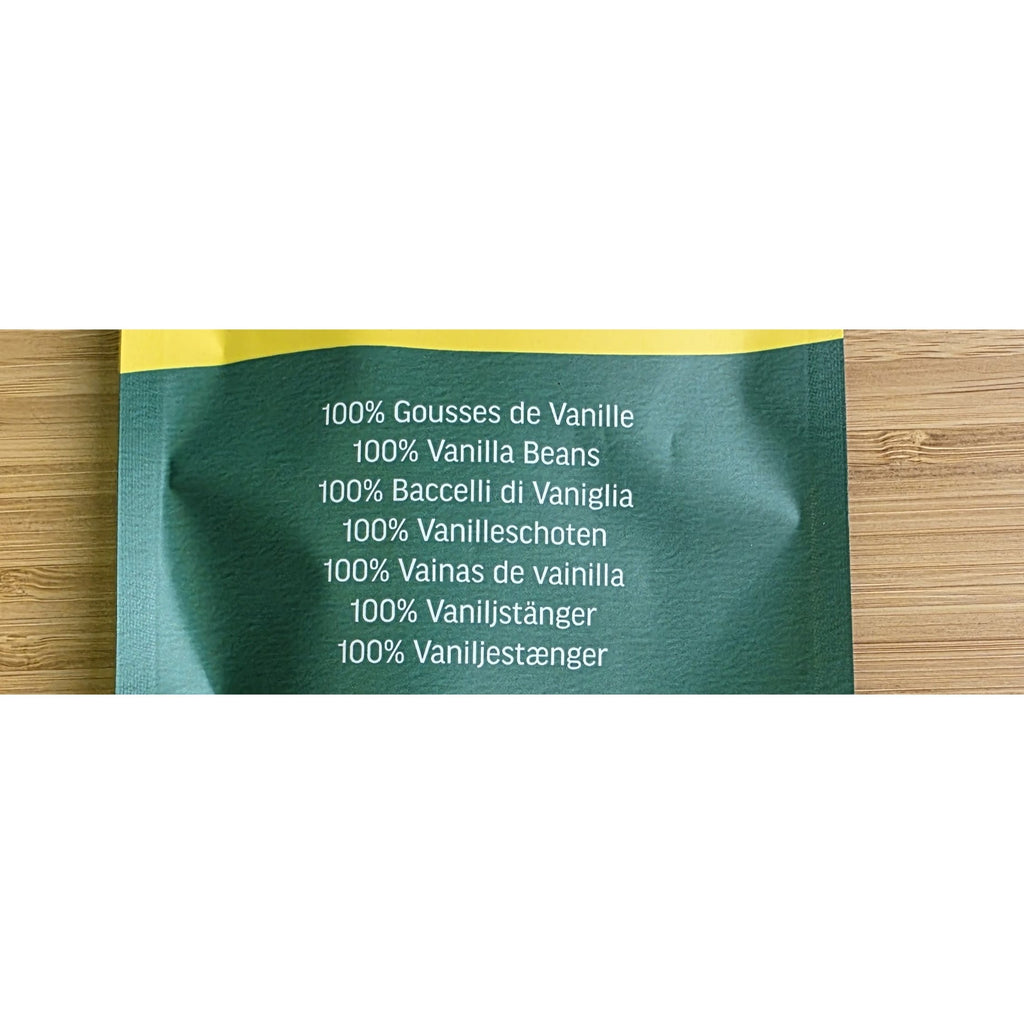 100% Gousses de Vanille
100% Vanilla Beans
100% Baccelli di Vaniglia
100% Vanilleschoten
100% Vainas de vainilla
100% Vaniljstänger
100% Vaniljestænger